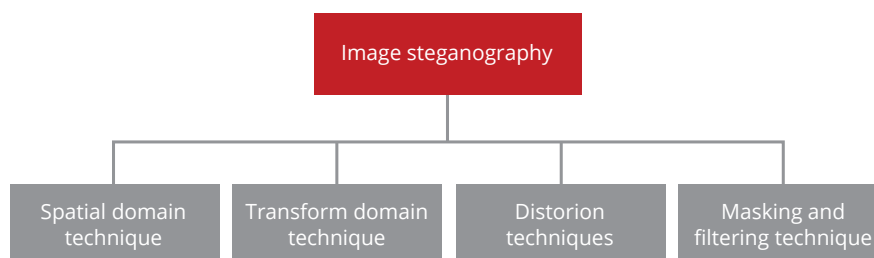 Image steganography
Spatial domain
technique
Transform domain
technique
Distorion
techniques
Masking and
filtering technique